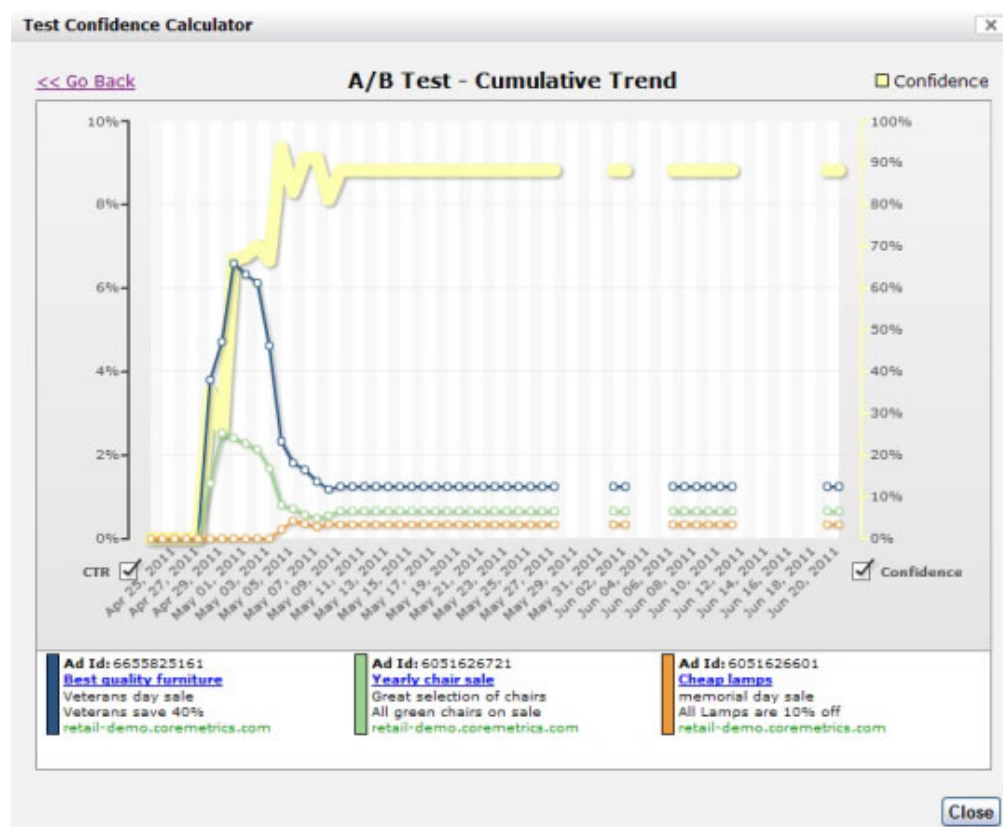 Test Confidence Calculator
<< Go Back
A/B Test - Cumulative Trend
Confidence
10%
8%
6%
4%
2%
0%
100%
90%
80%
70%
60%
50%
40%
30%
20%
10%
0%
CTR
Apr 25, 2011
Apr 27, 2011
Apr 29, 2011
May 01, 2011
May 03, 2011
May 05, 2011
May 07, 2011
May 09, 2011
May 11, 2011
May 13, 2011
May 15, 2011
May 17, 2011
May 19, 2011
May 21, 2011
May 23, 2011
May 25, 2011
May 27, 2011
May 29, 2011
May 31, 2011
Jun 02, 2011
Jun 04, 2011
Jun 06, 2011
Jun 08, 2011
Jun 10, 2011
Jun 12, 2011
Jun 14, 2011
Jun 16, 2011
Jun 18, 2011
Jun 20, 2011
Confidence
Ad Id: 6655825161
Best quality furniture
Veterans day sale
Veterans save 40%
retail-demo.coremetrics.com
Ad Id: 6051626721
Yearly chair sale
Great selection of chairs
All green chairs on sale
retail-demo.coremetrics.com
Ad Id: 6051626601
Cheap lamps
memorial day sale
All Lamps are 10% off
retail-demo.coremetrics.com
Close